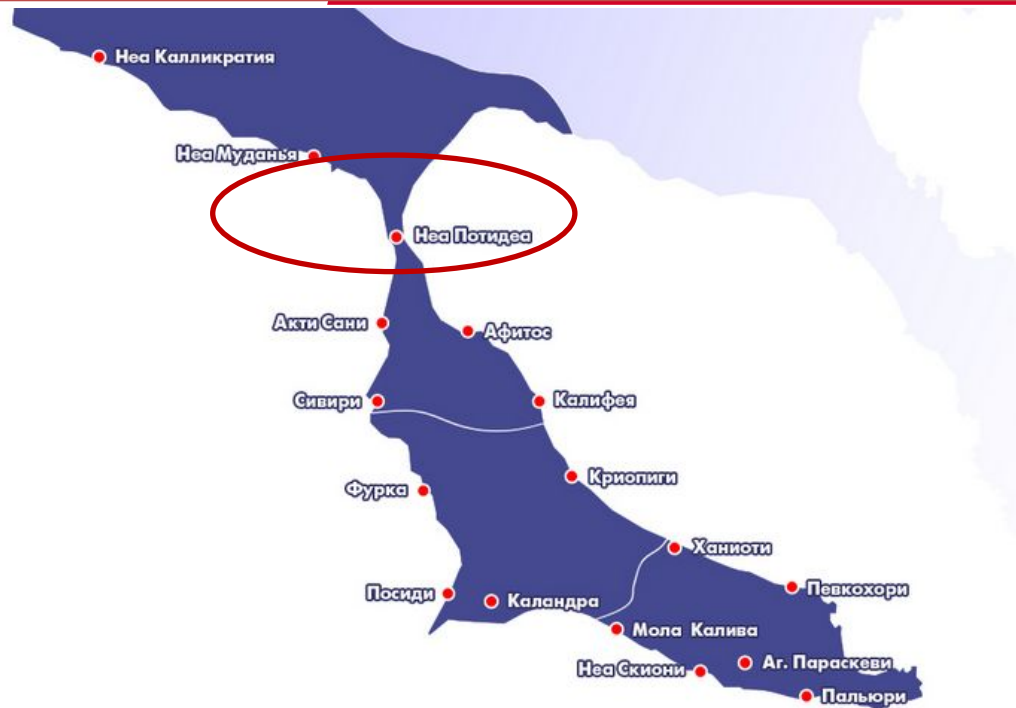 Неа Калликратия
Неа Муданья
Неа Потидеа
Акти Сани
Афитос
Сивири
Калифея
Криопиги
Фурка
Ханиоти
Певкохори
Посиди
Каландра
Мола Калива
Аг. Параскеви
Неа Скиони
Пальюри